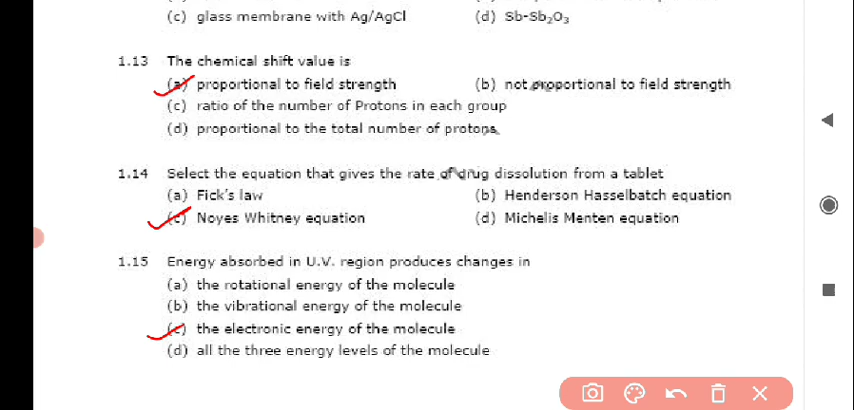 (c) glass membrane with Ag/AgCl (d) Sb-Sb₂O₃
1.13 The chemical shift value is
(a) proportional to field strength (b) not proportional to field strength
(c) ratio of the number of Protons in each group
(d) proportional to the total number of protons
1.14 Select the equation that gives the rate of drug dissolution from a tablet
(a) Fick's law (b) Henderson Hasselbatch equation
(c) Noyes Whitney equation (d) Michelis Menten equation
1.15 Energy absorbed in U.V. region produces changes in
(a) the rotational energy of the molecule
(b) the vibrational energy of the molecule
(c) the electronic energy of the molecule
(d) all the three energy levels of the molecule